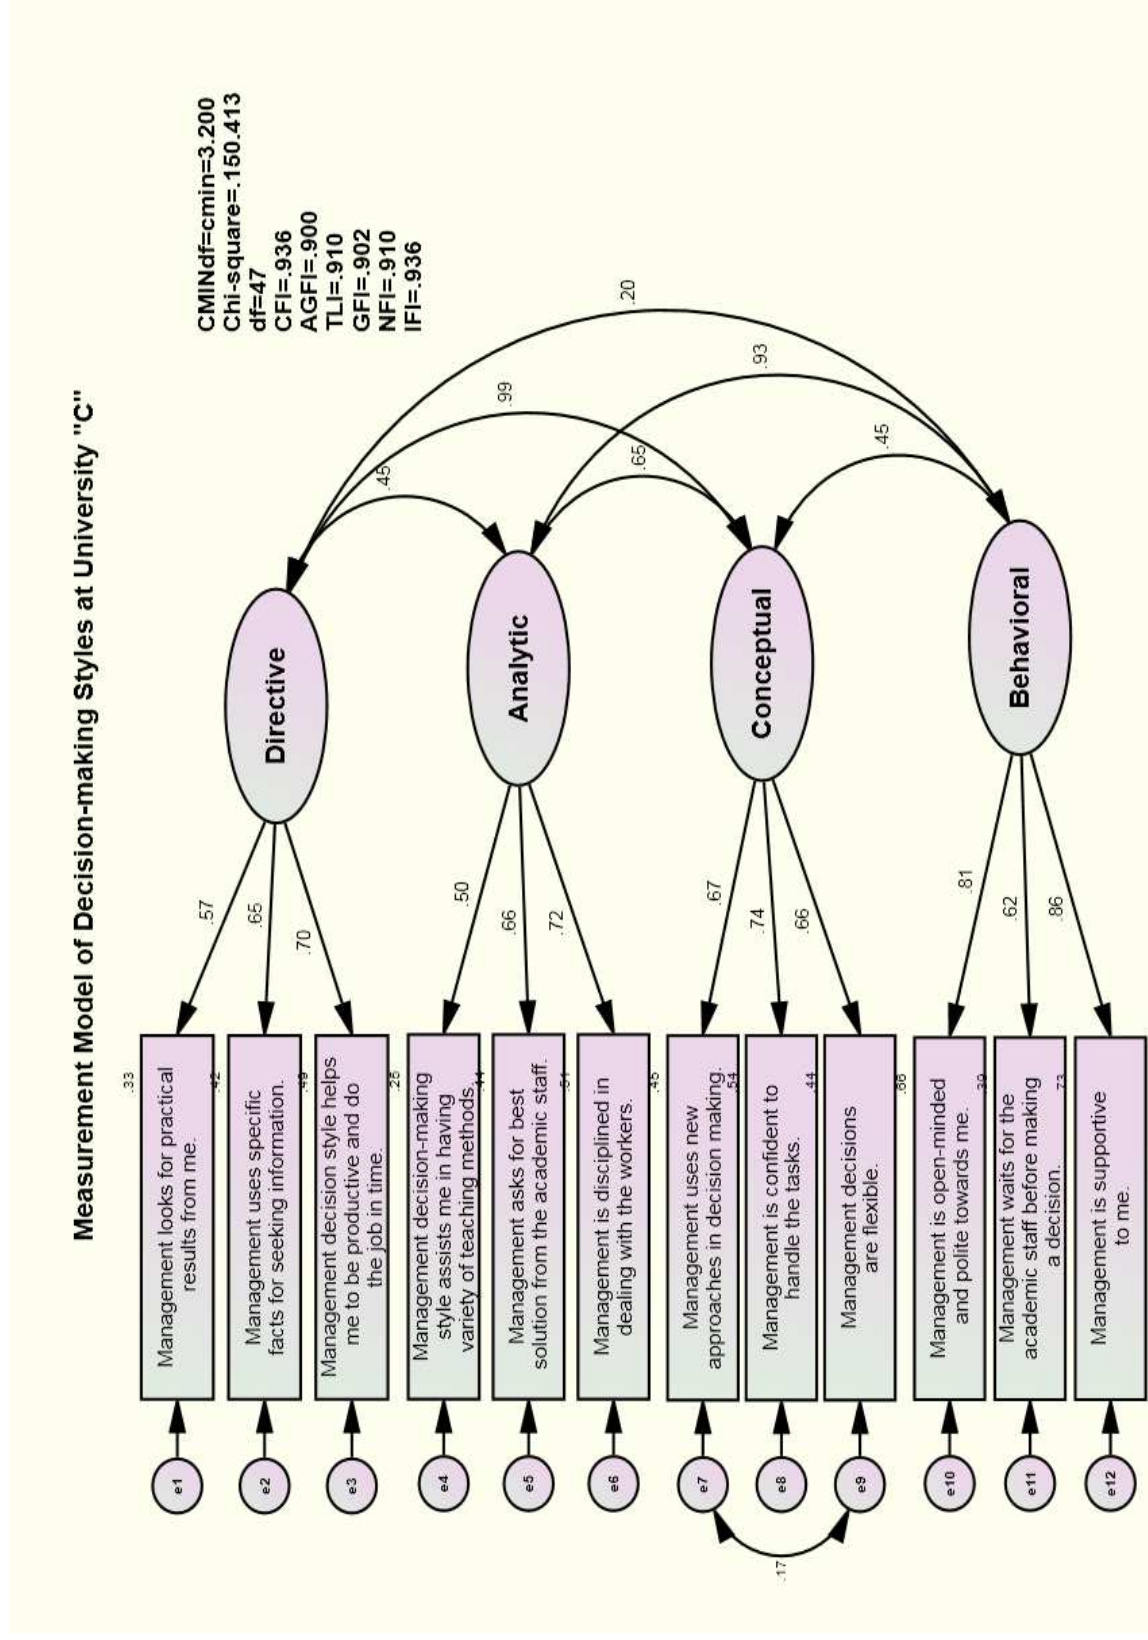 Measurement Model of Decision-making Styles at University "C"
CMINdf=cmin=3.200
Chi-square=.150.413
df=47
CFI=.936
AGFI=.900
TLI=.910
GFI=.902
NFI=.910
IFI=.936
e1
Management looks for practical
results from me.
.33
.57
e2
Management uses specific
facts for seeking information.
.42
.65
e3
Management decision style helps
me to be productive and do
the job in time.
.49
.70
Directive
e4
Management decision-making
style assists me in having
variety of teaching methods.
.25
.50
e5
Management asks for best
solution from the academic staff.
.44
.66
e6
Management is disciplined in
dealing with the workers.
.51
.72
Analytic
e7
Management uses new
approaches in decision making.
.45
.67
e8
Management is confident to
handle the tasks.
.54
.74
e9
Management decisions
are flexible.
.44
.66
Conceptual
.17
e10
Management is open-minded
and polite towards me.
.66
.81
e11
Management waits for the
academic staff before making
a decision.
.39
.62
e12
Management is supportive
to me.
.73
.86
Behavioral
.45
.99
.20
.65
.93
.45